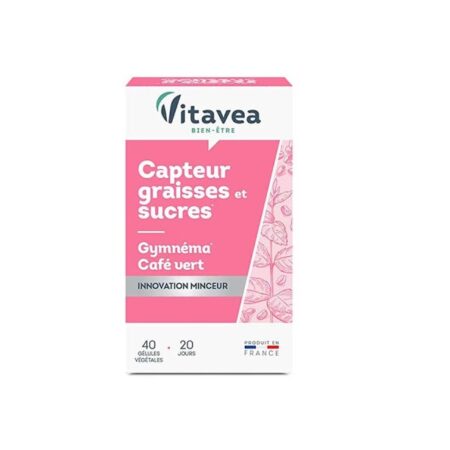 Vitavea
BIEN-ÊTRE
Capteur
graisses et
sucres*
Gymnéma*
Café vert
INNOVATION MINCEUR
40 • 20
GÉLULES JOURS
VÉGÉTALES
PRODUIT EN
FRANCE